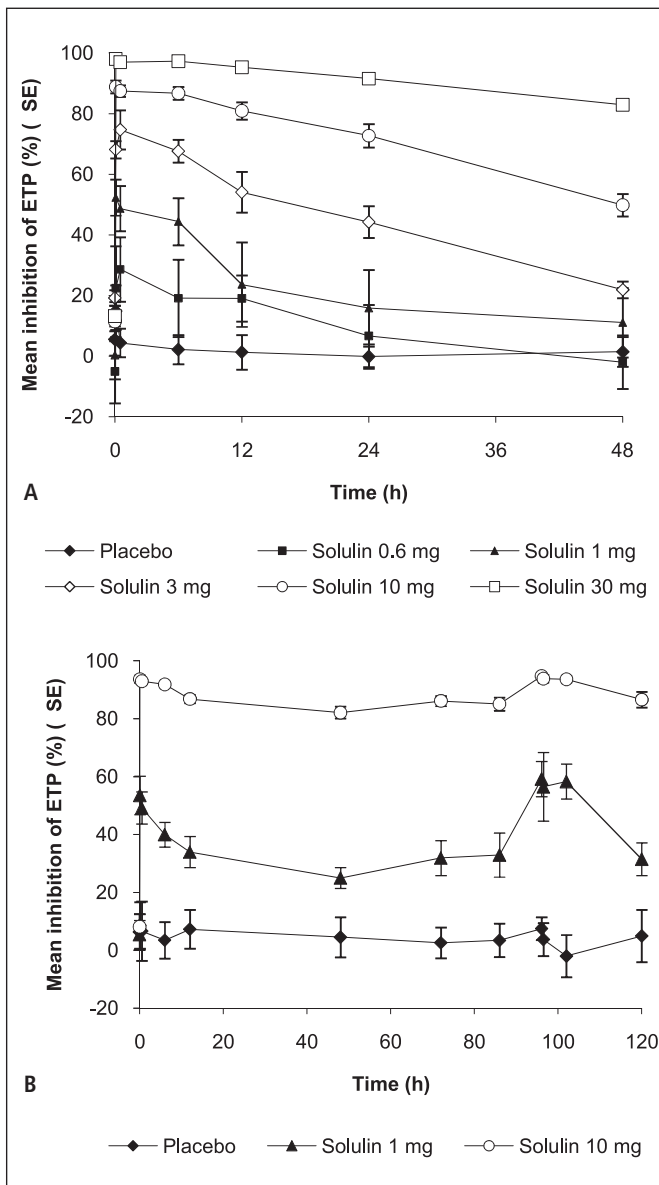 Mean inhibition of ETP (%) ( SE)
100
80
60
40
20
0
-20
0 12 24 36 48
A
Time (h)
Placebo Solulin 0.6 mg Solulin 1 mg
Solulin 3 mg Solulin 10 mg Solulin 30 mg
Mean inhibition of ETP (%) ( SE)
100
80
60
40
20
0
-20
0 20 40 60 80 100 120
B
Time (h)
Placebo Solulin 1 mg Solulin 10 mg